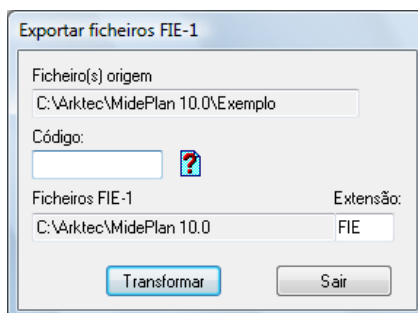 Exportar ficheiros FIE-1
Ficheiro(s) origem
C:\Arktec\MidePlan 10.0\Exemplo
Código:
Ficheiros FIE-1 Extensão:
C:\Arktec\MidePlan 10.0 FIE
Transformar Sair